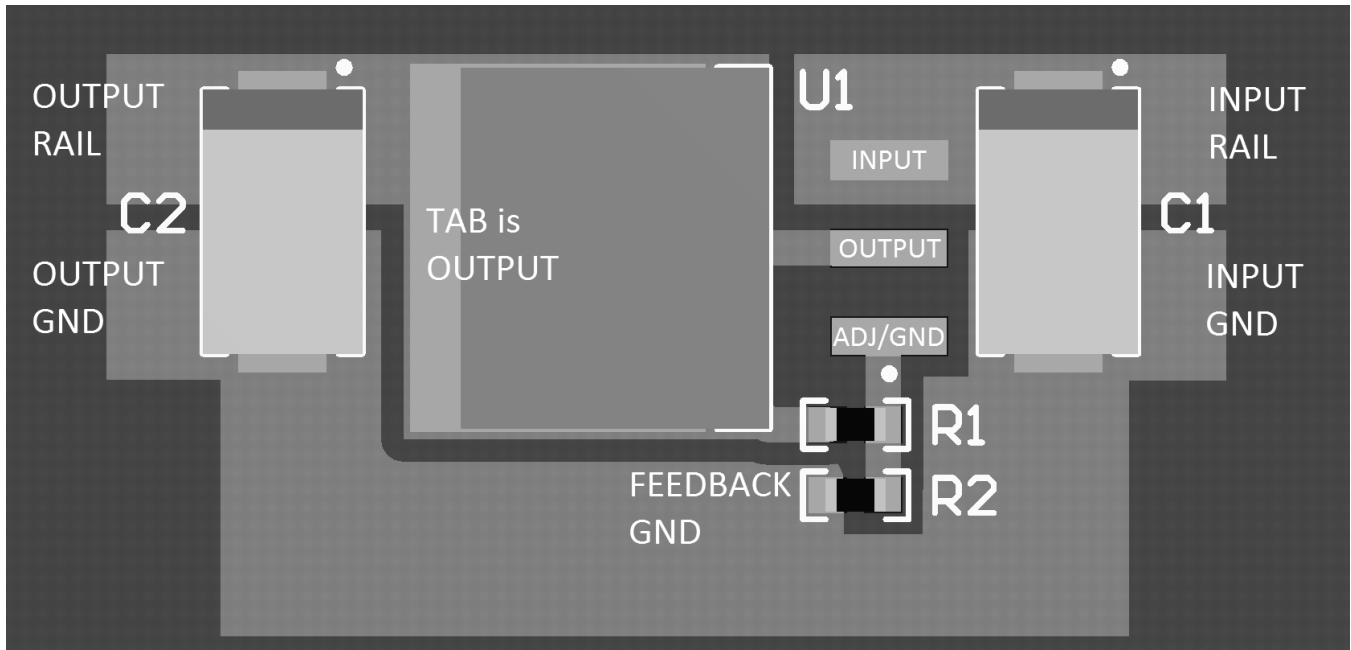 OUTPUT
RAIL
C2
OUTPUT
GND
TAB is
OUTPUT
U1
INPUT
OUTPUT
ADJ/GND
INPUT
RAIL
C1
INPUT
GND
R1
FEEDBACK
GND
R2